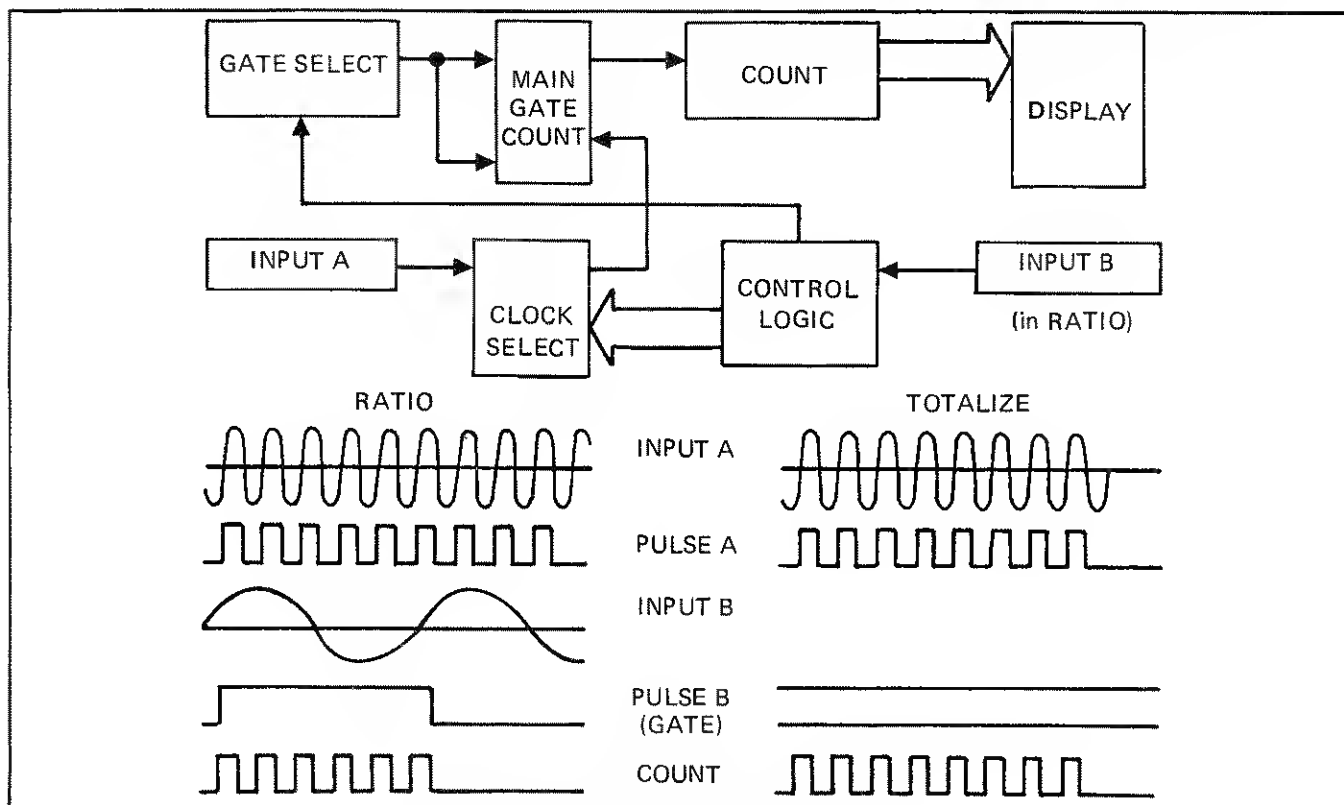 GATE SELECT
MAIN
GATE
COUNT
COUNT
DISPLAY
INPUT A
CLOCK
SELECT
CONTROL
LOGIC
INPUT B
(in RATIO)
RATIO
TOTALIZE
INPUT A
PULSE A
INPUT B
PULSE B
(GATE)
COUNT